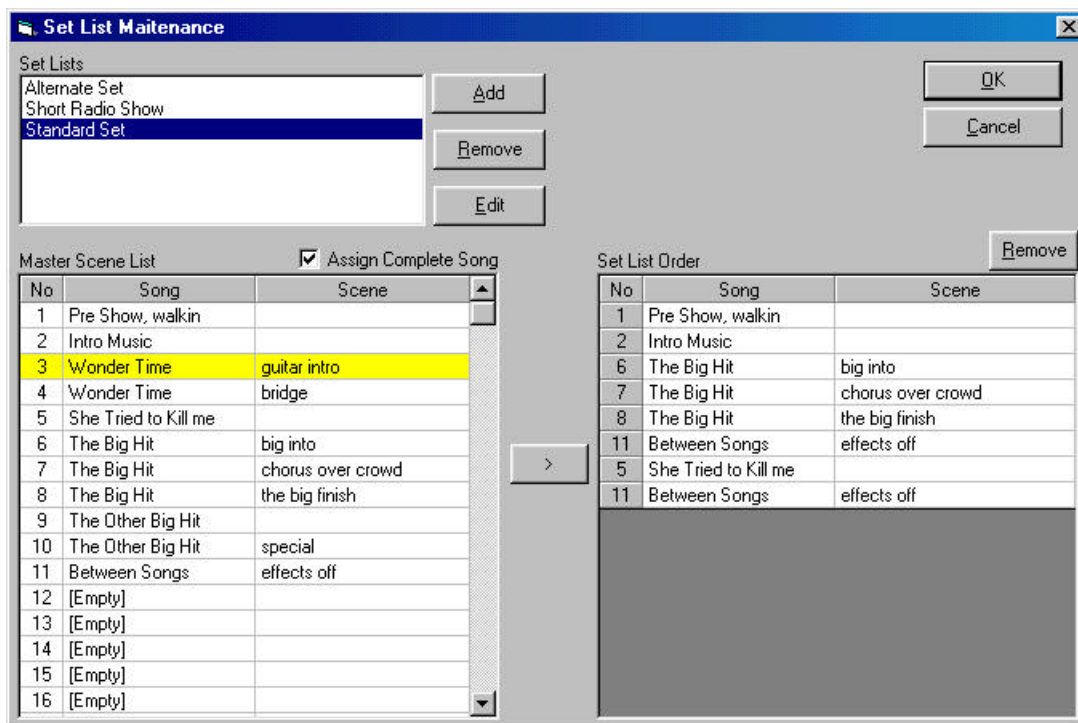 Set List Maitenance
Set Lists
Alternate Set
Short Radio Show
Standard Set
Add
Remove
Edit
OK
Cancel
Master Scene List
Assign Complete Song
No Song Scene
1 Pre Show, walkin
2 Intro Music
3 Wonder Time guitar intro
4 Wonder Time bridge
5 She Tried to Kill me
6 The Big Hit big into
7 The Big Hit chorus over crowd
8 The Big Hit the big finish
9 The Other Big Hit
10 The Other Big Hit special
11 Between Songs effects off
12 [Empty]
13 [Empty]
14 [Empty]
15 [Empty]
16 [Empty]
>
Set List Order
Remove
No Song Scene
1 Pre Show, walkin
2 Intro Music
6 The Big Hit big into
7 The Big Hit chorus over crowd
8 The Big Hit the big finish
11 Between Songs effects off
5 She Tried to Kill me
11 Between Songs effects off